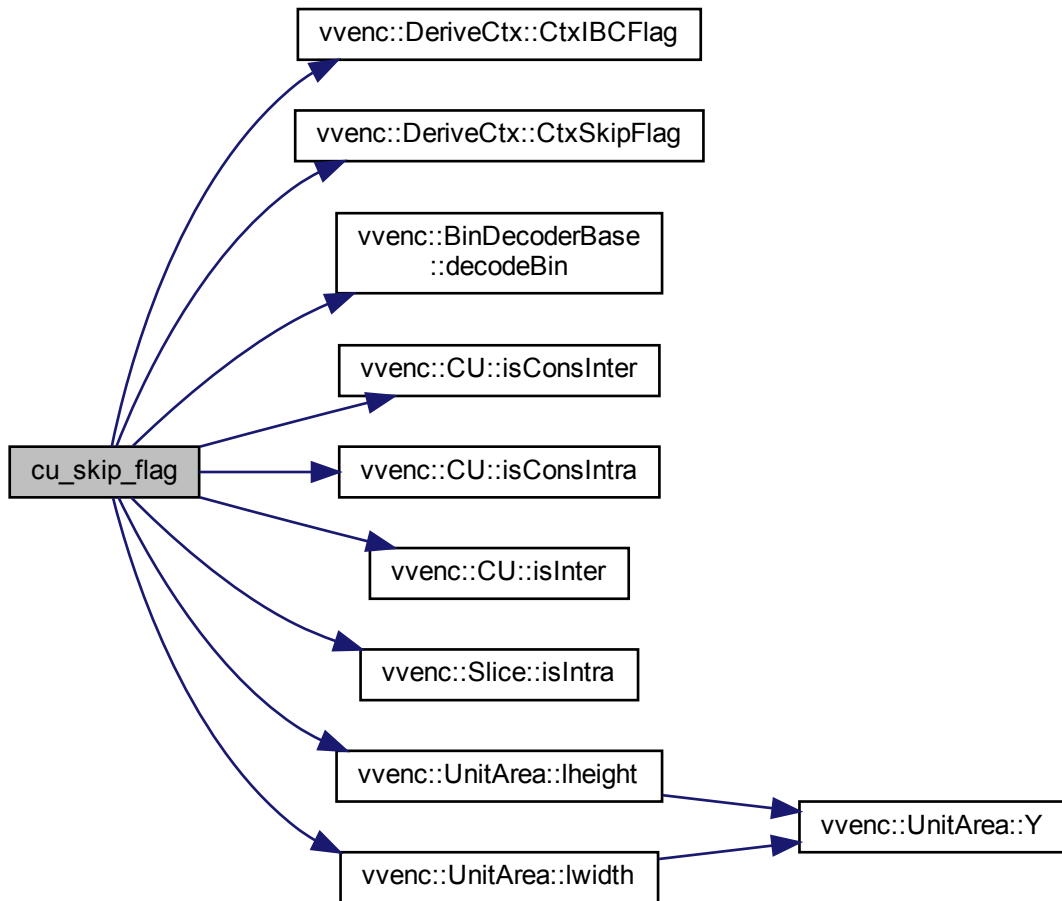 vvenc::DeriveCtx::CtxIBCFlag
vvenc::DeriveCtx::CtxSkipFlag
vvenc::BinDecoderBase
::decodeBin
vvenc::CU::isConsInter
cu_skip_flag
vvenc::CU::isConsIntra
vvenc::CU::isInter
vvenc::Slice::isIntra
vvenc::UnitArea::lheight
vvenc::UnitArea::Y
vvenc::UnitArea::lwidth